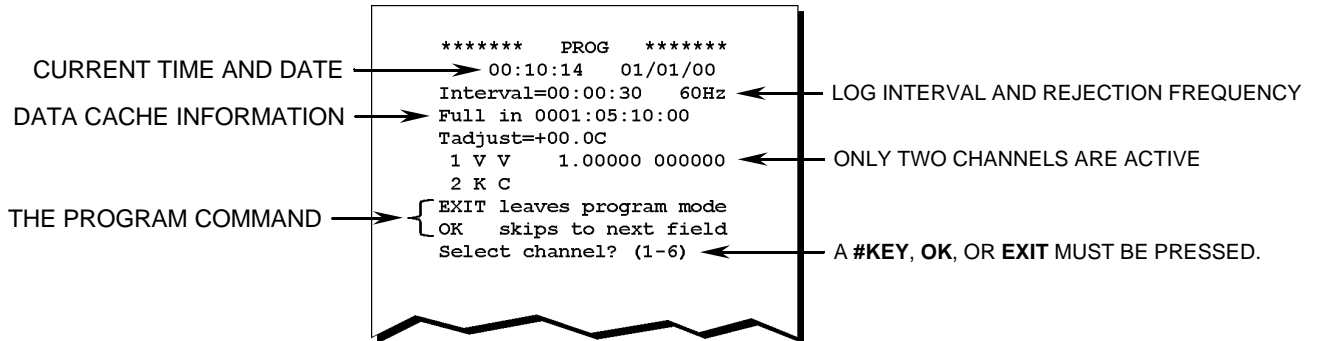 ******* PROG *******
CURRENT TIME AND DATE
00:10:14 01/01/00
Interval=00:00:30 60Hz
LOG INTERVAL AND REJECTION FREQUENCY
DATA CACHE INFORMATION
Full in 0001:05:10:00
Tadjust=+00.0C
1 V V 1.00000 000000
ONLY TWO CHANNELS ARE ACTIVE
2 K C
THE PROGRAM COMMAND
EXIT leaves program mode
OK skips to next field
Select channel? (1-6)
A #KEY, OK, OR EXIT MUST BE PRESSED.